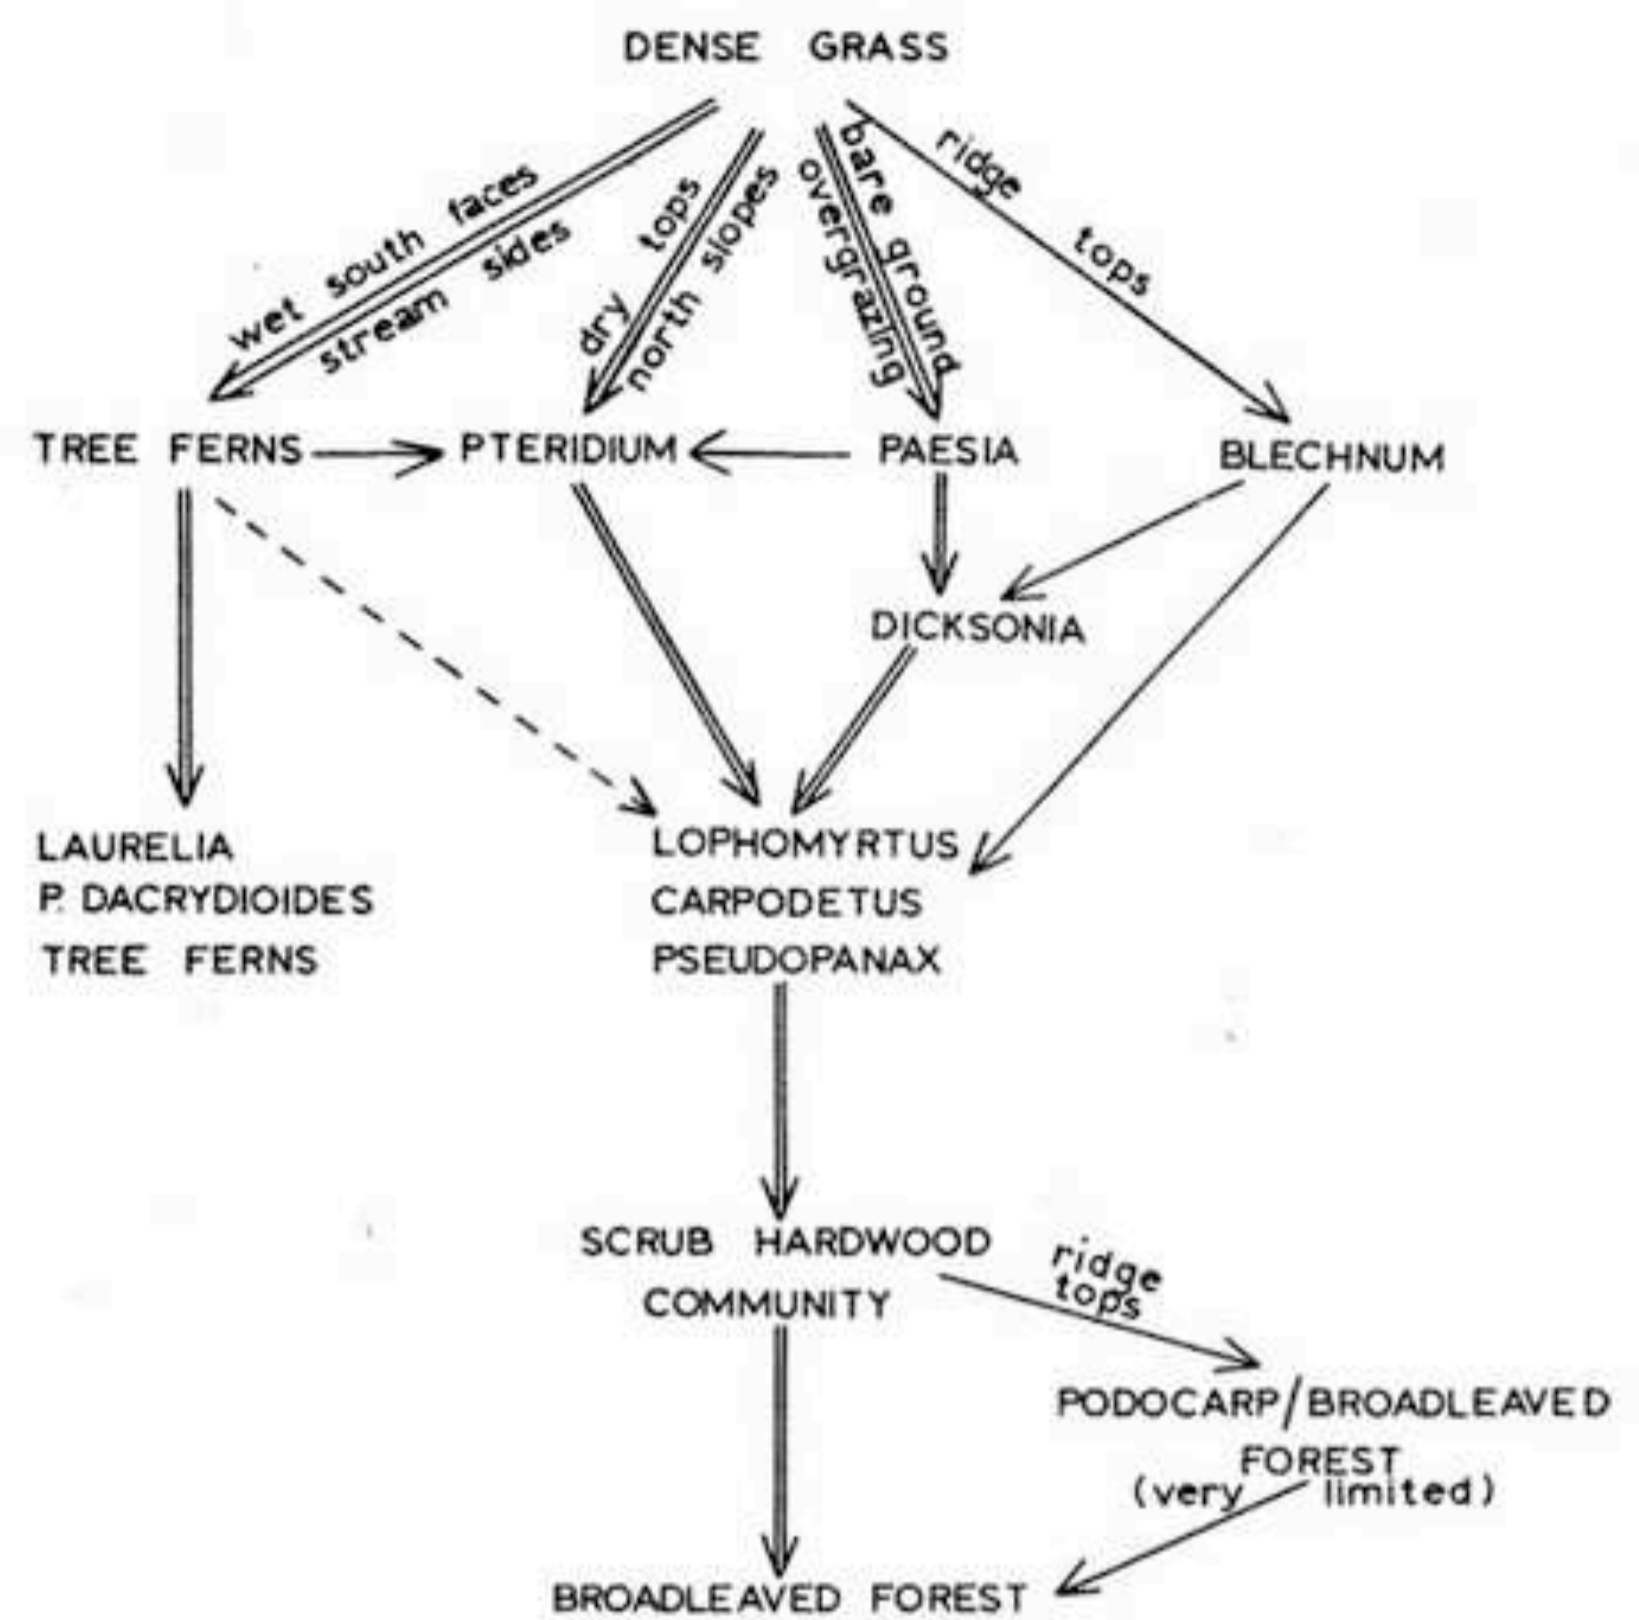 DENSE GRASS
wet south faces
stream sides
dry tops
north slopes
bare ground
overgrazing
ridge tops
TREE FERNS
PTERIDIUM
PAESIA
BLECHNUM
DICKSONIA
LAURELIA
P. DACRYDIOIDES
TREE FERNS
LOPHOMYRTUS
CARPODETUS
PSEUDOPANAX
SCRUB HARDWOOD
COMMUNITY
ridge
tops
PODOCARP/BROADLEAVED
FOREST
(very limited)
BROADLEAVED FOREST